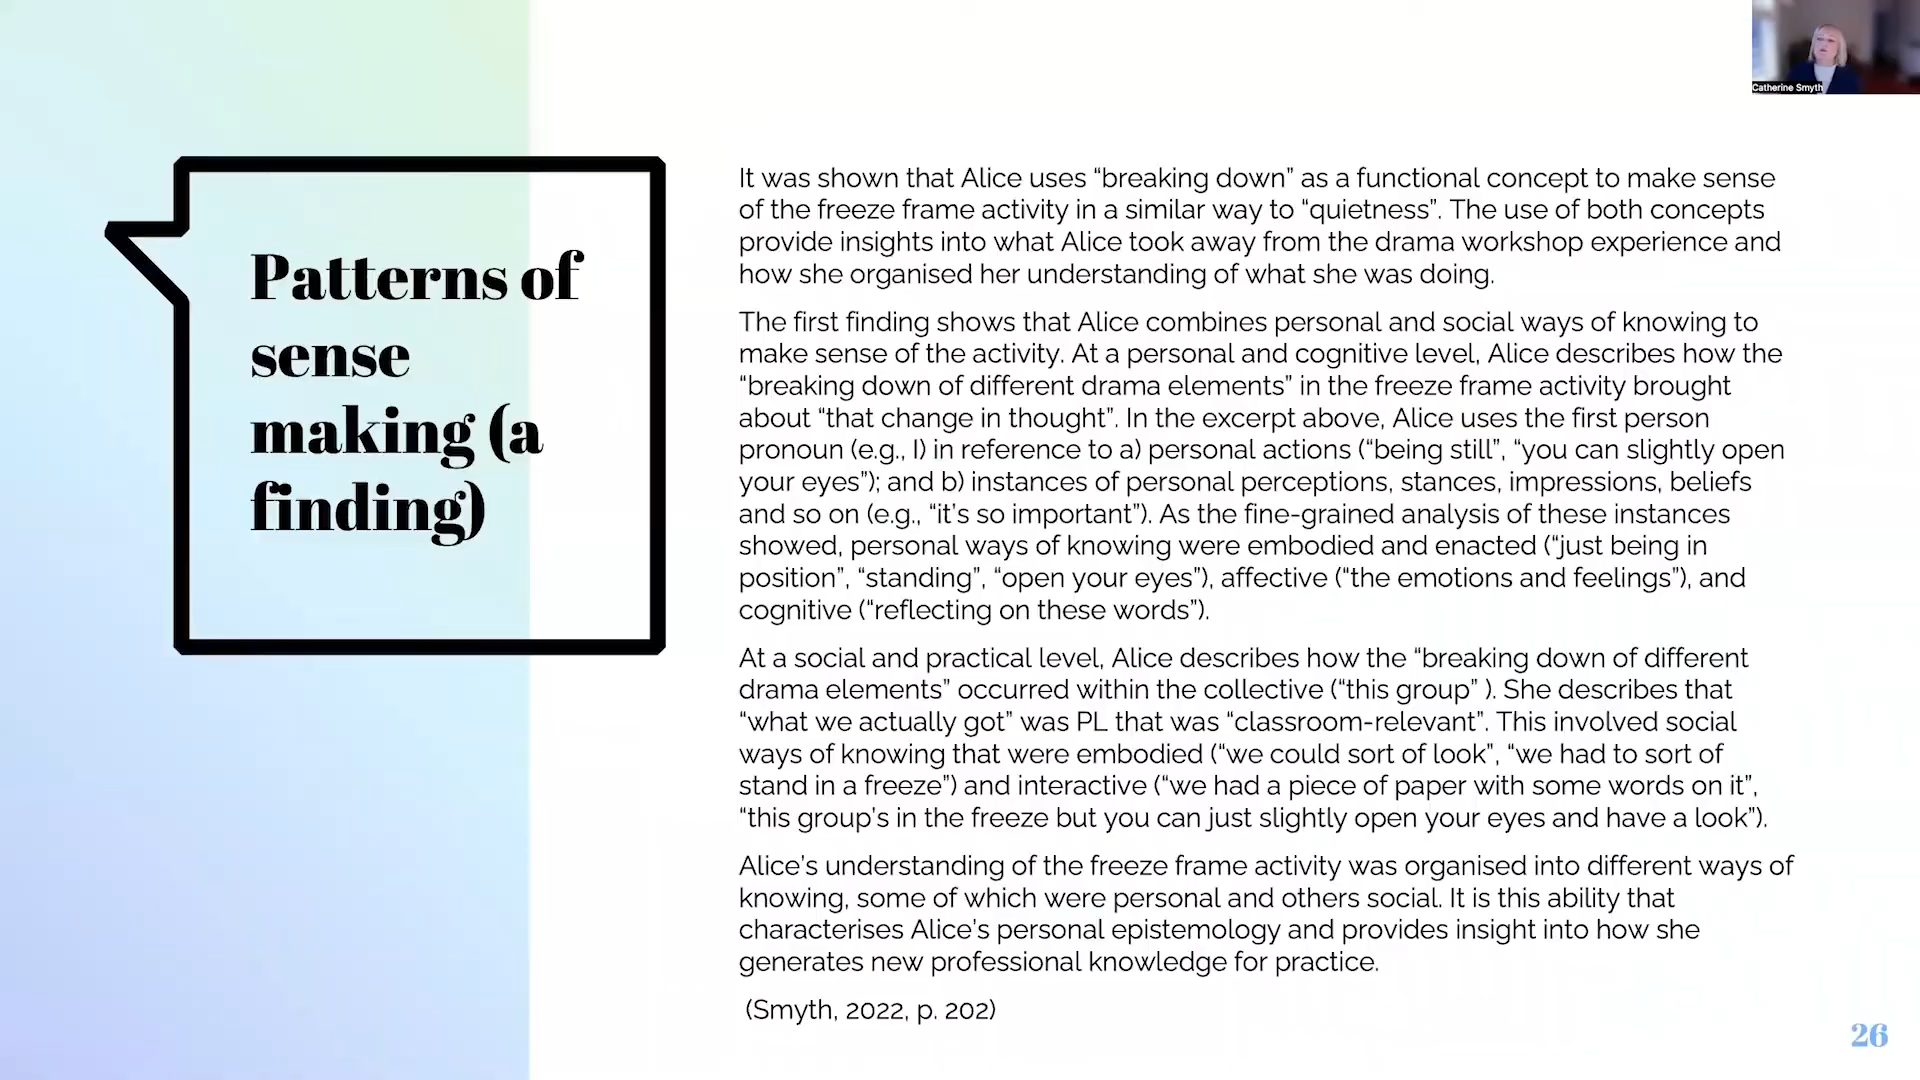 Catherine Smyth
Patterns of
sense
making (a
finding)
It was shown that Alice uses “breaking down” as a functional concept to make sense
of the freeze frame activity in a similar way to “quietness”. The use of both concepts
provide insights into what Alice took away from the drama workshop experience and
how she organised her understanding of what she was doing.
The first finding shows that Alice combines personal and social ways of knowing to
make sense of the activity. At a personal and cognitive level, Alice describes how the
“breaking down of different drama elements” in the freeze frame activity brought
about “that change in thought”. In the excerpt above, Alice uses the first person
pronoun (e.g., I) in reference to a) personal actions (“being still”, “you can slightly open
your eyes”); and b) instances of personal perceptions, stances, impressions, beliefs
and so on (e.g., “it’s so important”). As the fine-grained analysis of these instances
showed, personal ways of knowing were embodied and enacted (“just being in
position”, “standing”, “open your eyes”), affective (“the emotions and feelings”), and
cognitive (“reflecting on these words”).
At a social and practical level, Alice describes how the “breaking down of different
drama elements” occurred within the collective (“this group” ). She describes that
“what we actually got” was PL that was “classroom-relevant”. This involved social
ways of knowing that were embodied (“we could sort of look”, “we had to sort of
stand in a freeze”) and interactive (“we had a piece of paper with some words on it”,
“this group’s in the freeze but you can just slightly open your eyes and have a look”).
Alice’s understanding of the freeze frame activity was organised into different ways of
knowing, some of which were personal and others social. It is this ability that
characterises Alice’s personal epistemology and provides insight into how she
generates new professional knowledge for practice.
(Smyth, 2022, p. 202)
26